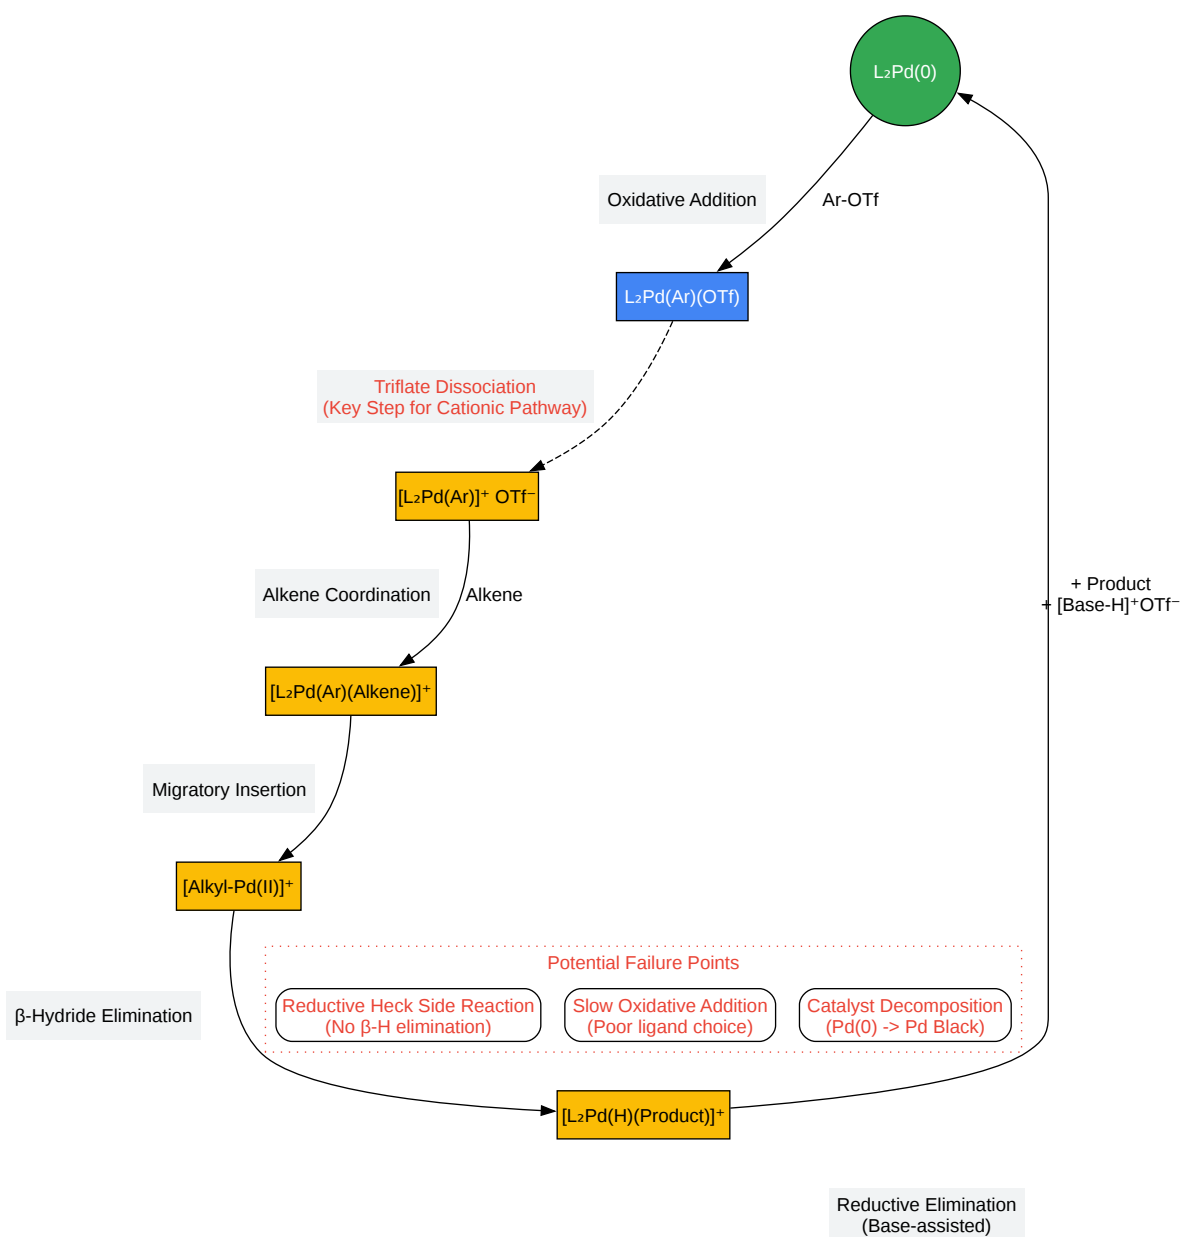 L₂Pd(0)
Oxidative Addition
Ar-OTf
L₂Pd(Ar)(OTf)
Triflate Dissociation
(Key Step for Cationic Pathway)
[L₂Pd(Ar)]⁺ OTf⁻
Alkene Coordination
Alkene
+ Product
+ [Base-H]⁺OTf⁻
[L₂Pd(Ar)(Alkene)]⁺
Migratory Insertion
[Alkyl-Pd(II)]⁺
β-Hydride Elimination
Potential Failure Points
Reductive Heck Side Reaction
(No β-H elimination)
Slow Oxidative Addition
(Poor ligand choice)
Catalyst Decomposition
(Pd(0) -> Pd Black)
[L₂Pd(H)(Product)]⁺
Reductive Elimination
(Base-assisted)